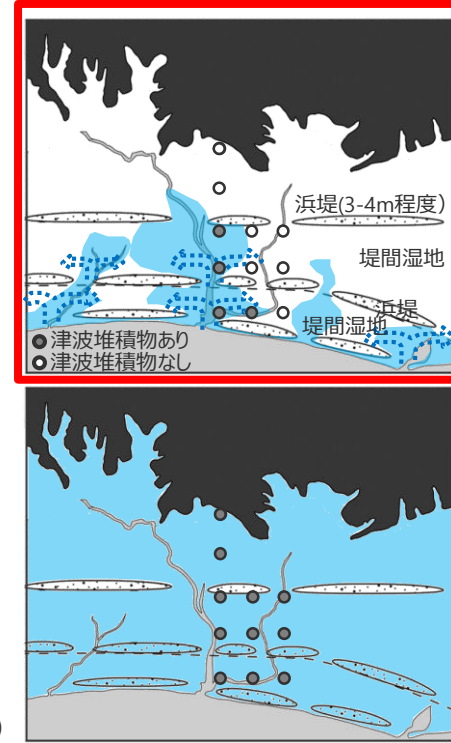 浜堤(3-4m程度）
堤間湿地
浜堤
堤間湿地
津波堆積物あり
津波堆積物なし
)